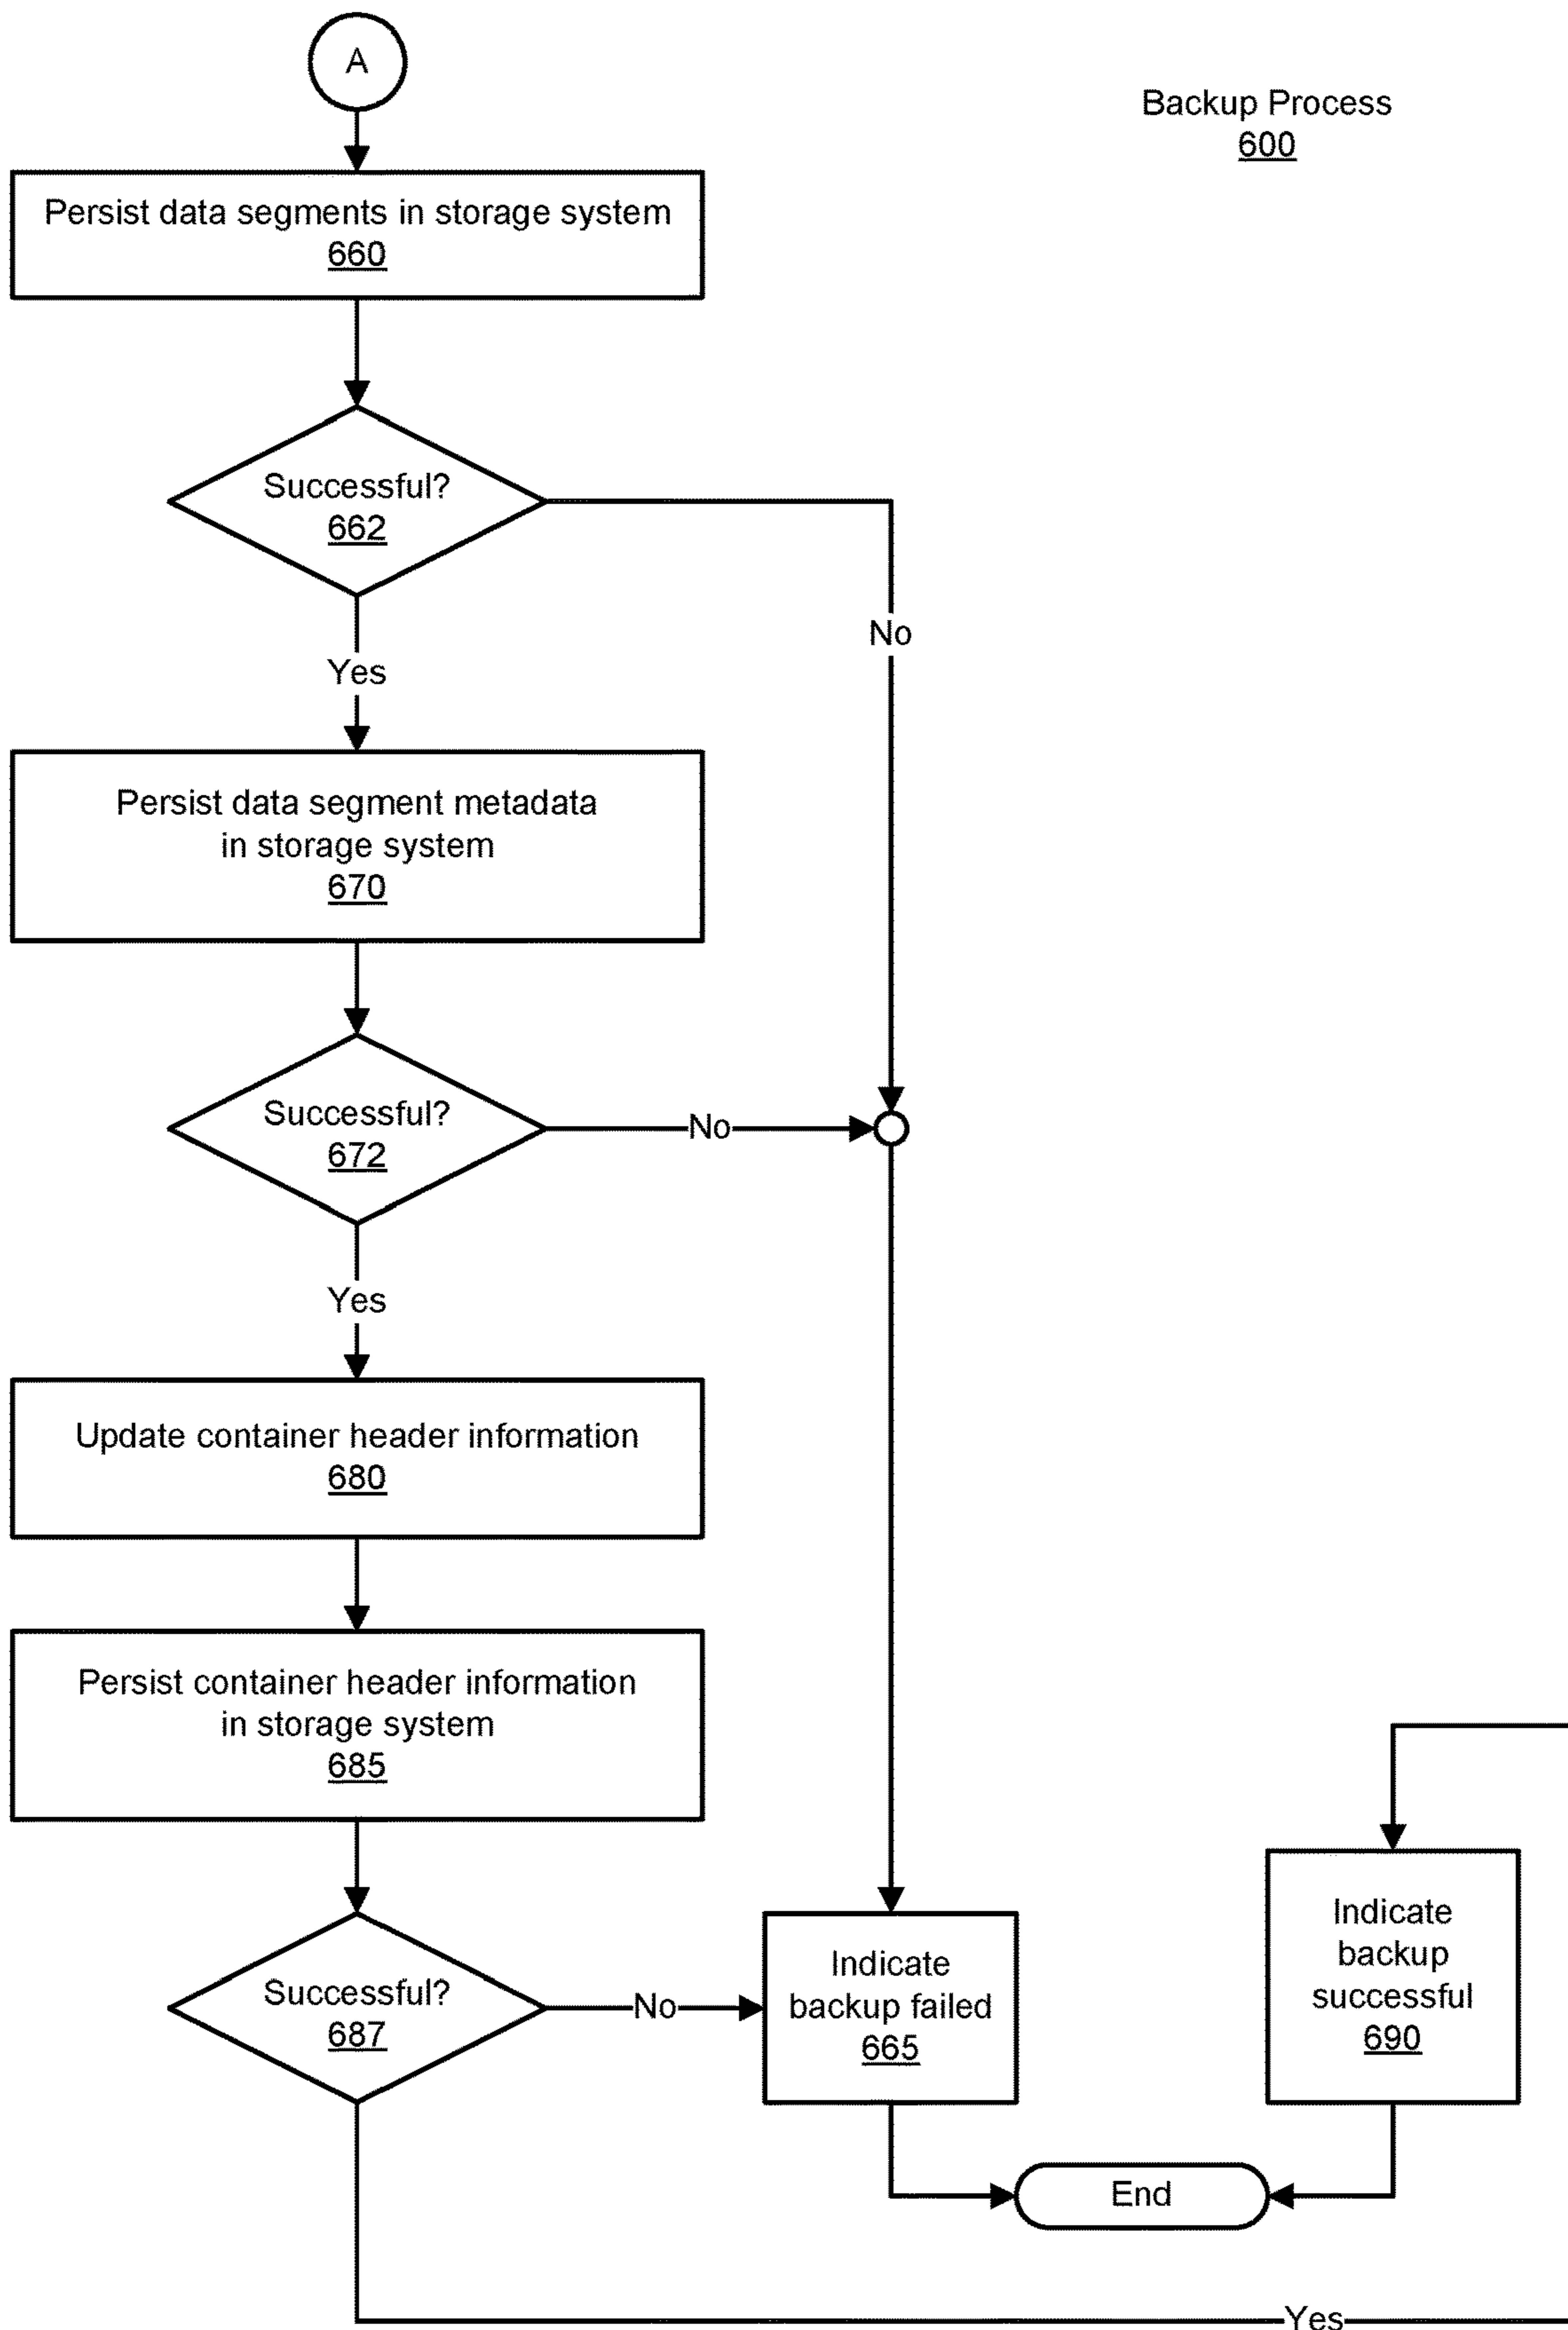 A
Backup Process
600
Persist data segments in storage system
660
Successful?
662
No
Yes
Persist data segment metadata
in storage system
670
Successful?
672
No
Yes
Update container header information
680
Persist container header information
in storage system
685
Successful?
687
No
Indicate
backup failed
665
Indicate
backup
successful
690
End
Yes